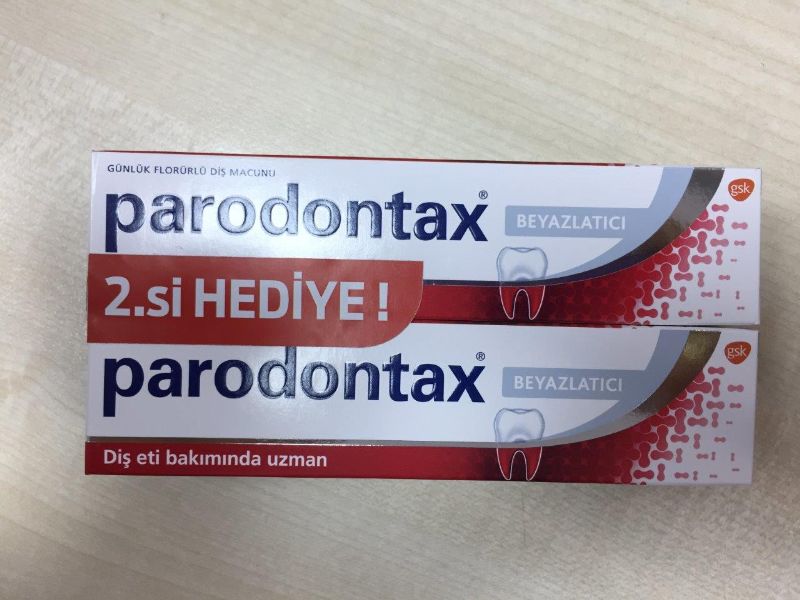 GÜNLÜK FLORÜRLÜ DİŞ MACUNU
parodontax®
BEYAZLATICI
gsk
2.si HEDİYE !
parodontax®
BEYAZLATICI
gsk
Diş eti bakımında uzman